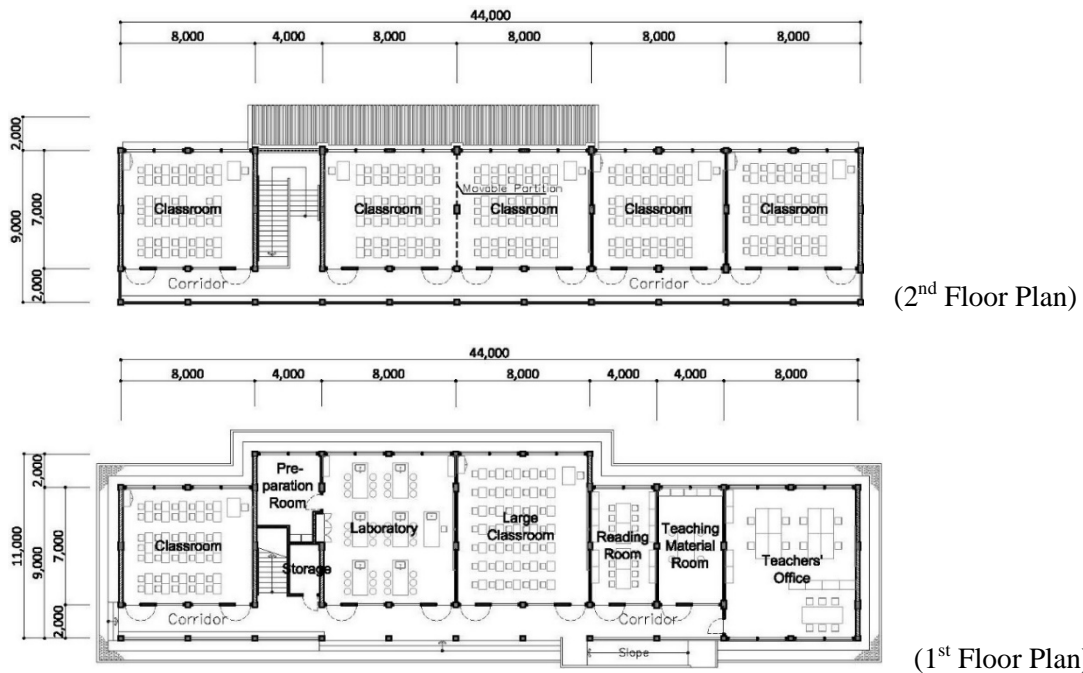 44,000
8,000 4,000 8,000 8,000 8,000 8,000
2,000
9,000
7,000
2,000
Classroom Classroom Classroom Classroom Classroom
Movable Partition
Corridor Corridor
(2nd Floor Plan)
44,000
8,000 4,000 8,000 8,000 4,000 4,000 8,000
2,000
11,000
9,000
7,000
2,000
Pre-
paration
Room
Classroom
Storage
Laboratory
Large
Classroom
Reading
Room
Teaching
Material
Room
Teachers'
Office
Corridor Corridor
Slope
(1st Floor Plan)